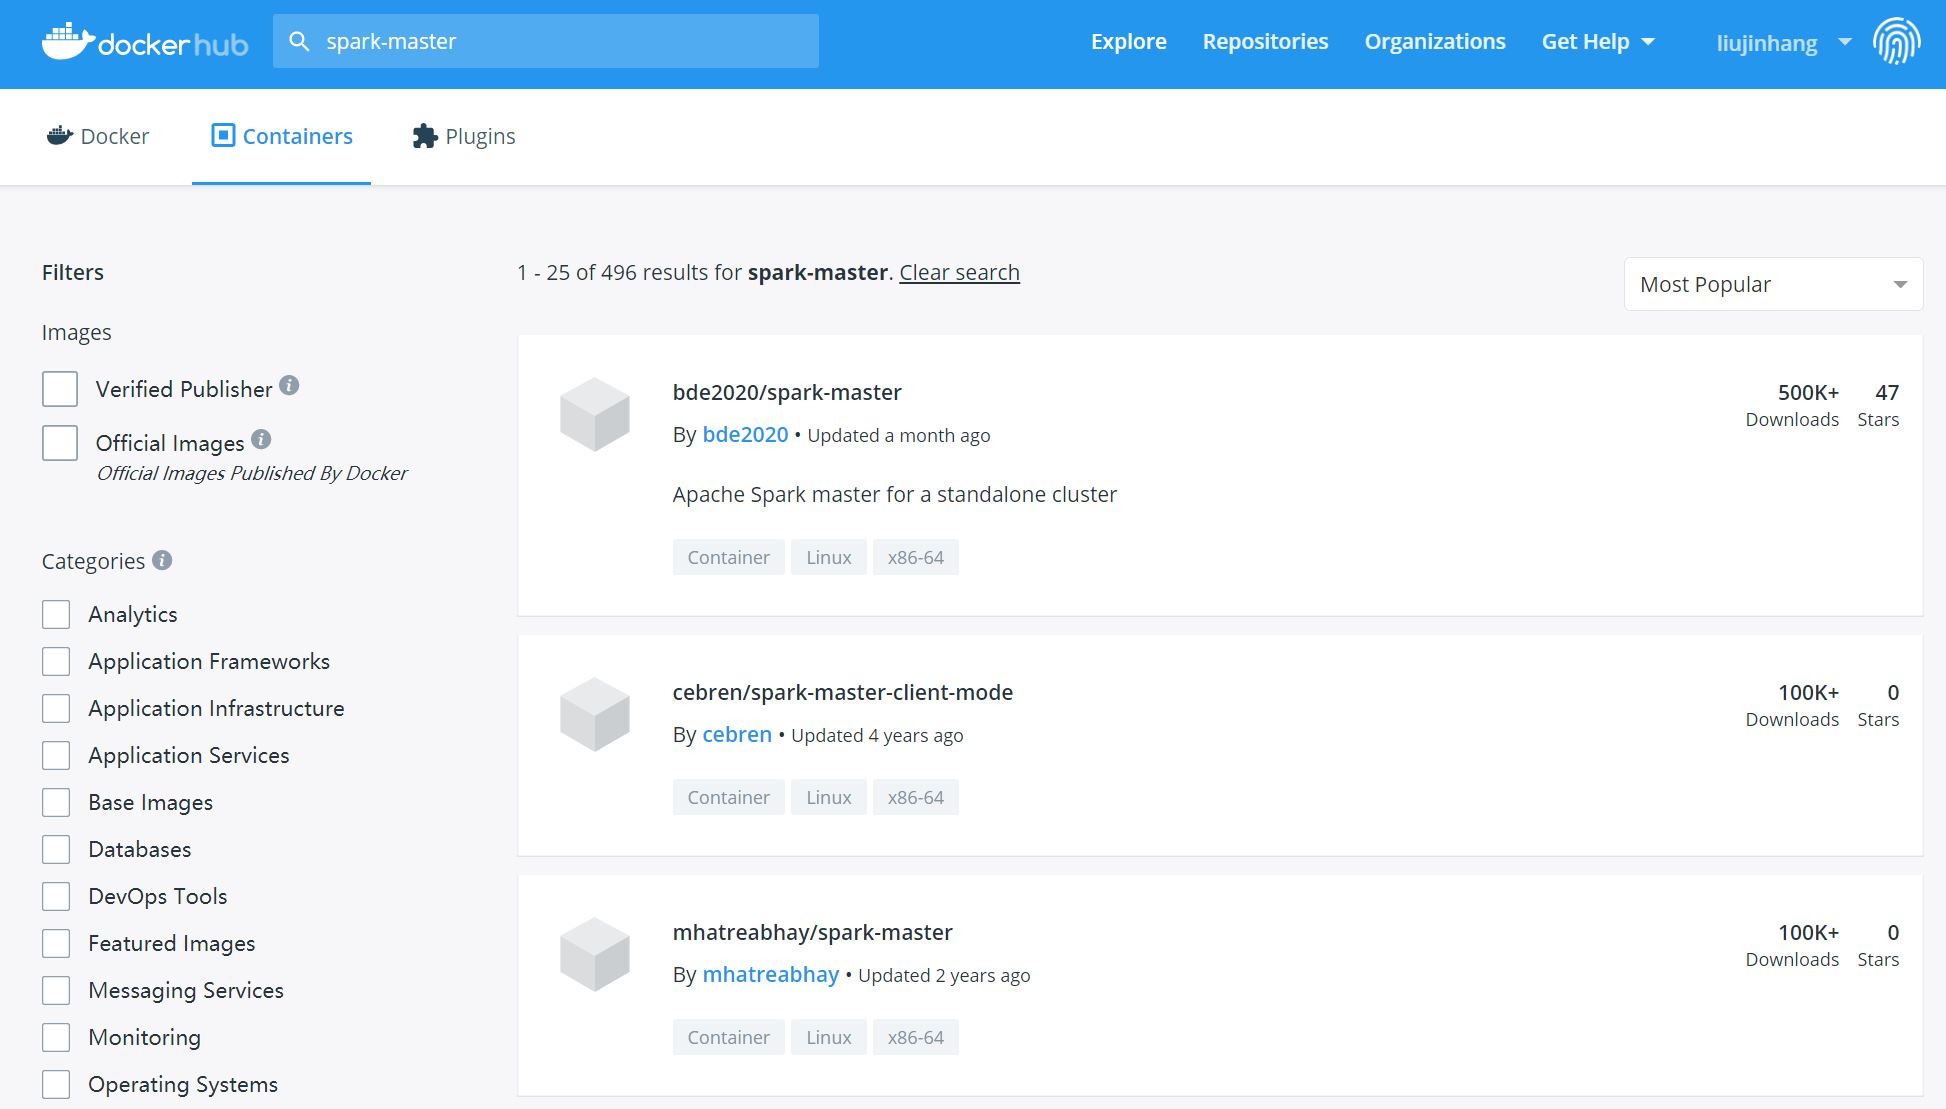 docker hub
spark-master
Explore Repositories Organizations Get Help liujinhang
Docker Containers Plugins
Filters
Images
Verified Publisher
Official Images
Official Images Published By Docker
Categories
Analytics
Application Frameworks
Application Infrastructure
Application Services
Base Images
Databases
DevOps Tools
Featured Images
Messaging Services
Monitoring
Operating Systems
1 - 25 of 496 results for spark-master. Clear search
Most Popular
bde2020/spark-master
By bde2020 • Updated a month ago
Apache Spark master for a standalone cluster
Container Linux x86-64
500K+ 47
Downloads Stars
cebren/spark-master-client-mode
By cebren • Updated 4 years ago
Container Linux x86-64
100K+ 0
Downloads Stars
mhatreabhay/spark-master
By mhatreabhay • Updated 2 years ago
Container Linux x86-64
100K+ 0
Downloads Stars